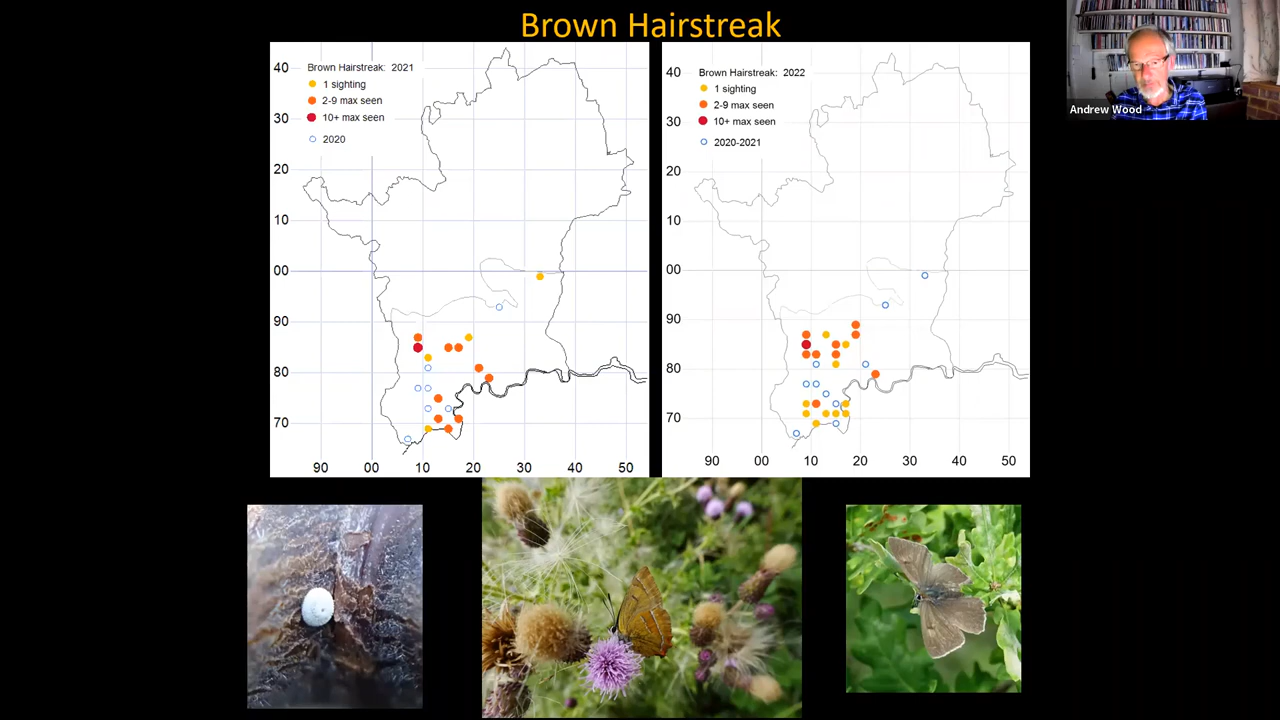 Brown Hairstreak
Brown Hairstreak: 2021
1 sighting
2-9 max seen
10+ max seen
2020
40
30
20
10
00
90
80
70
90 00 10 20 30 40 50
Brown Hairstreak: 2022
1 sighting
2-9 max seen
10+ max seen
2020-2021
40
30
20
10
00
90
80
70
90 00 10 20 30 40 50
Andrew Wood